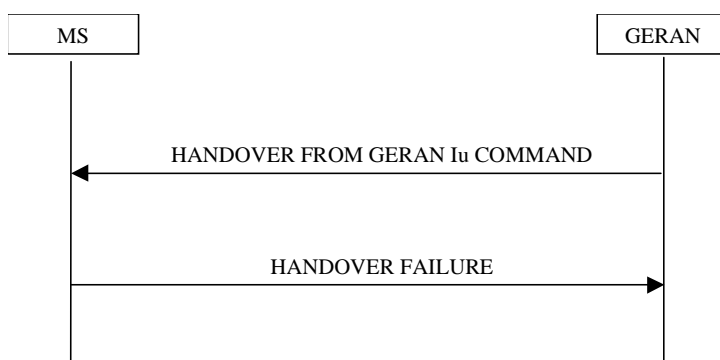 MS
GERAN
HANDOVER FROM GERAN Iu COMMAND
HANDOVER FAILURE